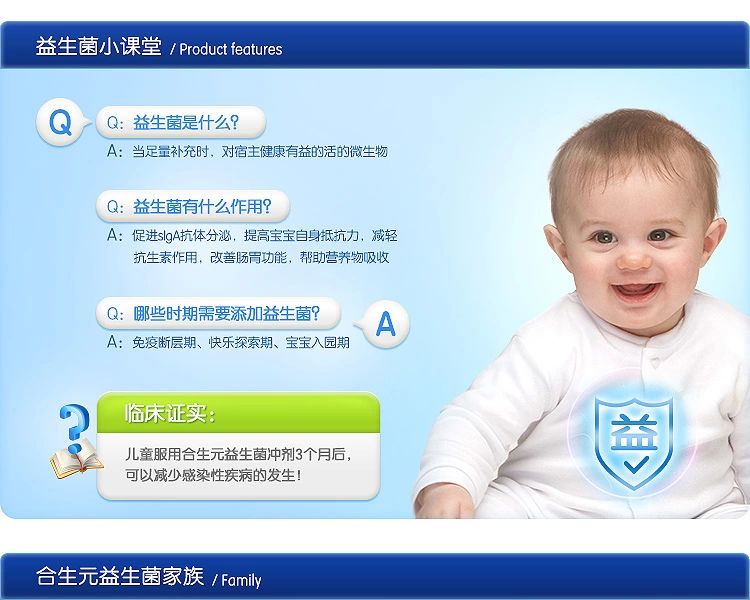 益生菌小课堂 / Product features
Q
Q：益生菌是什么？
A：当足量补充时，对宿主健康有益的活的微生物
Q：益生菌有什么作用？
A：促进sIgA抗体分泌，提高宝宝自身抵抗力，减轻
抗生素作用，改善肠胃功能，帮助营养物吸收
Q：哪些时期需要添加益生菌？
A
A：免疫断层期、快乐探索期、宝宝入园期
临床证实：
儿童服用合生元益生菌冲剂3个月后，
可以减少感染性疾病的发生！
益
合生元益生菌家族 / Family